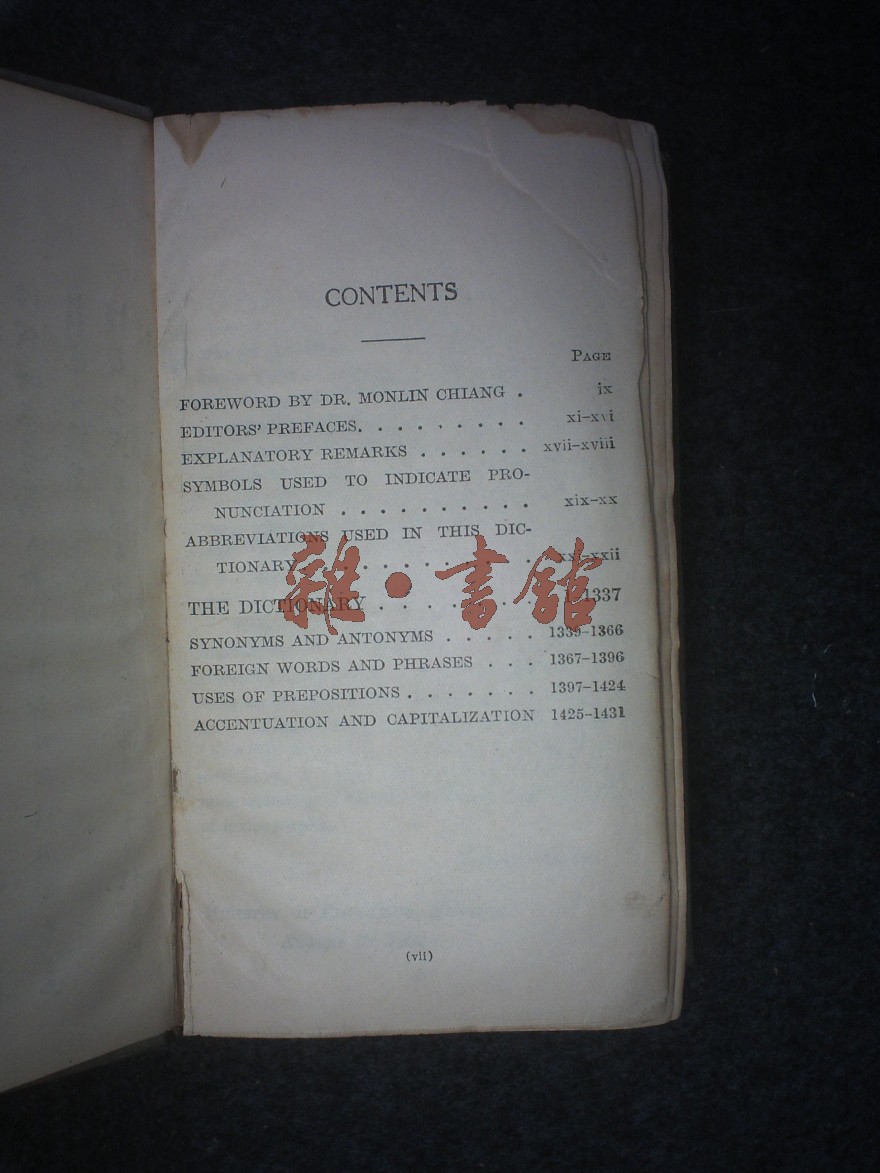 CONTENTS
PAGE
FOREWORD BY DR. MONLIN CHIANG . ix
EDITORS' PREFACES. . . . . . . . . xi-xvi
EXPLANATORY REMARKS . . . . . . xvii-xviii
SYMBOLS USED TO INDICATE PRO-
NUNCIATION . . . . . . . . . . xix-xx
ABBREVIATIONS USED IN THIS DIC-
TIONARY . . . . . . . . . xxi-xxii
THE DICTIONARY . . . . . . . 1337
SYNONYMS AND ANTONYMS . . . . . 1339-1366
FOREIGN WORDS AND PHRASES . . . 1367-1396
USES OF PREPOSITIONS . . . . . . . 1397-1424
ACCENTUATION AND CAPITALIZATION 1425-1431
雜·書館
(vii)